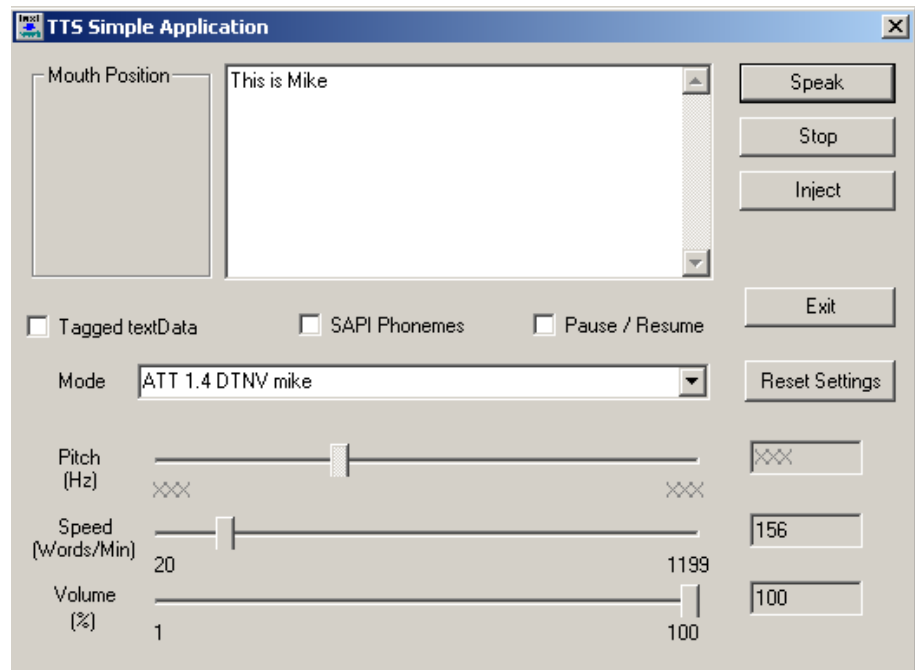 TTS Simple Application
Mouth Position
This is Mike
Speak
Stop
Inject
Exit
Tagged textData
SAPI Phonemes
Pause / Resume
Mode
ATT 1.4 DTNV mike
Reset Settings
Pitch
(Hz)
XXX
XXX
XXX
Speed
(Words/Min)
20
1199
156
Volume
(%)
1
100
100